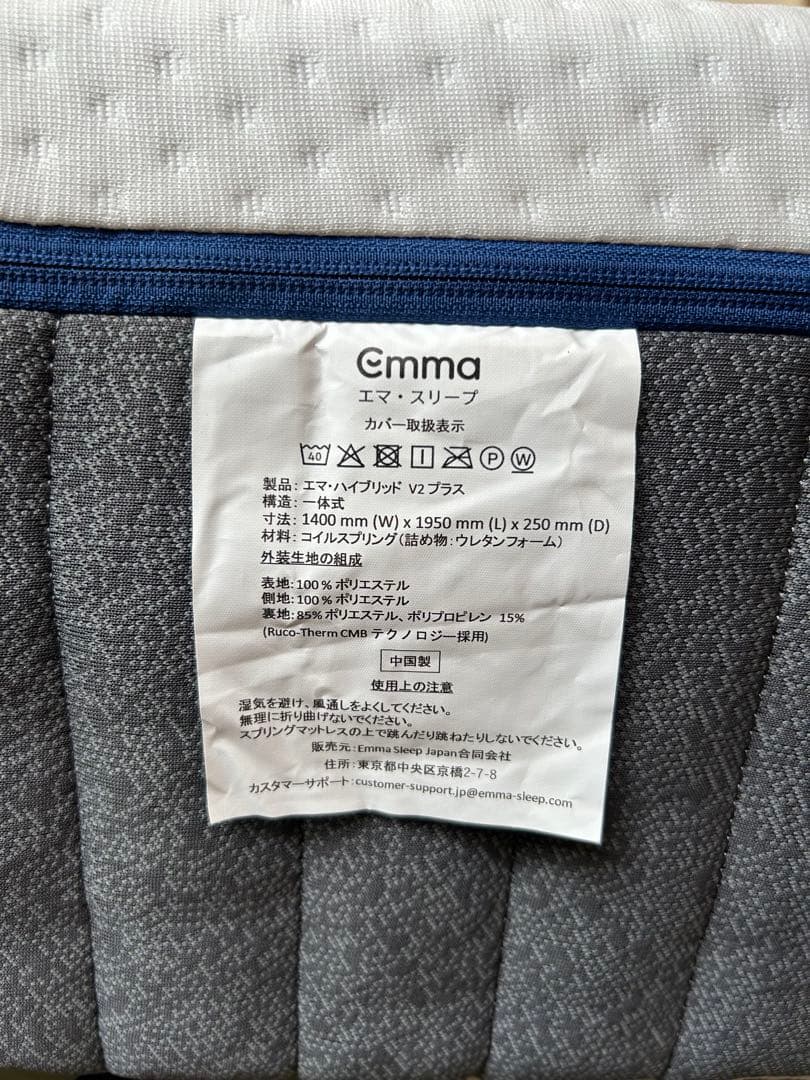 emma
エマ・スリープ
カバー取扱表示
40 P W
製品: エマ・ハイブリッド V2 プラス
構造: 一体式
寸法: 1400 mm (W) x 1950 mm (L) x 250 mm (D)
材料: コイルスプリング（詰め物: ウレタンフォーム）
外装生地の組成
表地: 100 % ポリエステル
側地: 100 % ポリエステル
裏地: 85% ポリエステル、ポリプロピレン 15%
(Ruco-Therm CMB テクノロジー採用)
中国製
使用上の注意
湿気を避け、風通しをよくしてください。
無理に折り曲げないでください。
スプリングマットレスの上で跳んだり跳ねたりしないでください。
販売元: Emma Sleep Japan合同会社
住所: 東京都中央区京橋2-7-8
カスタマーサポート: customer-support.jp@emma-sleep.com